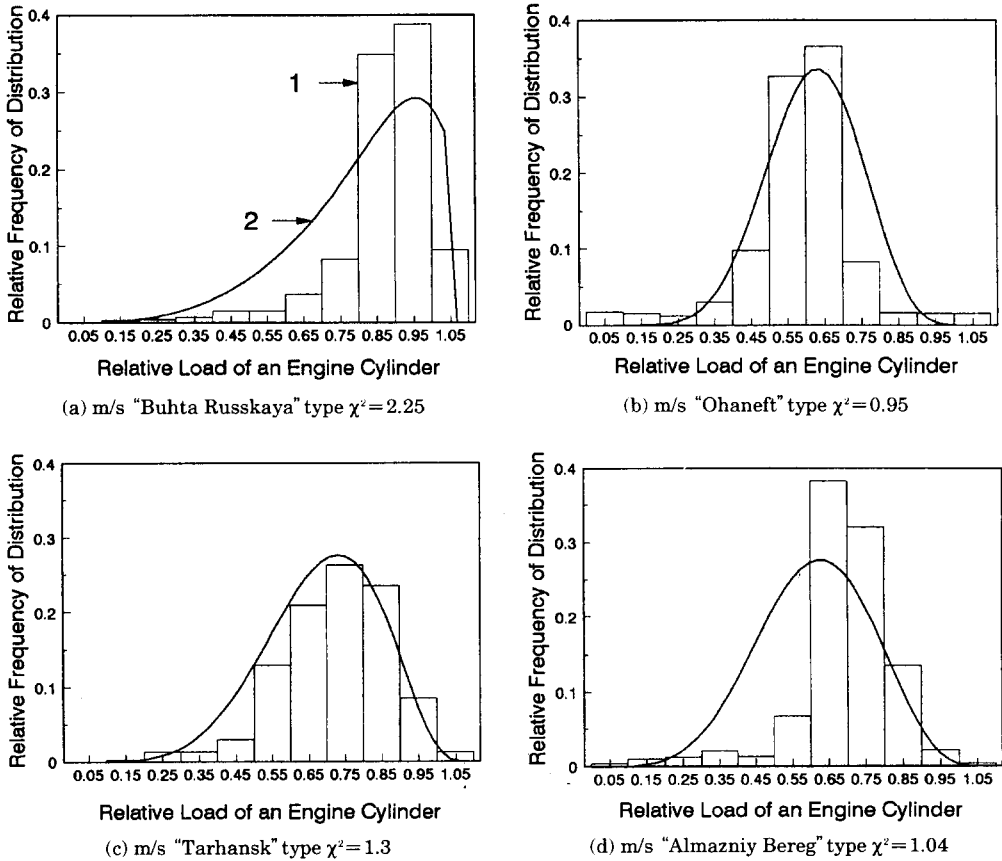 Relative Frequency of Distribution
0.4
0.3
0.2
0.1
0
1
2
0.05 0.15 0.25 0.35 0.45 0.55 0.65 0.75 0.85 0.95 1.05
Relative Load of an Engine Cylinder
(a) m/s “Buhta Russkaya” type χ²=2.25
Relative Frequency of Distribution
0.4
0.3
0.2
0.1
0
0.05 0.15 0.25 0.35 0.45 0.55 0.65 0.75 0.85 0.95 1.05
Relative Load of an Engine Cylinder
(b) m/s “Ohaneft” type χ²=0.95
Relative Frequency of Distribution
0.4
0.3
0.2
0.1
0
0.05 0.15 0.25 0.35 0.45 0.55 0.65 0.75 0.85 0.95 1.05
Relative Load of an Engine Cylinder
(c) m/s “Tarhansk” type χ²=1.3
Relative Frequency of Distribution
0.4
0.3
0.2
0.1
0
0.05 0.15 0.25 0.35 0.45 0.55 0.65 0.75 0.85 0.95 1.05
Relative Load of an Engine Cylinder
(d) m/s “Almazniy Bereg” type χ²=1.04